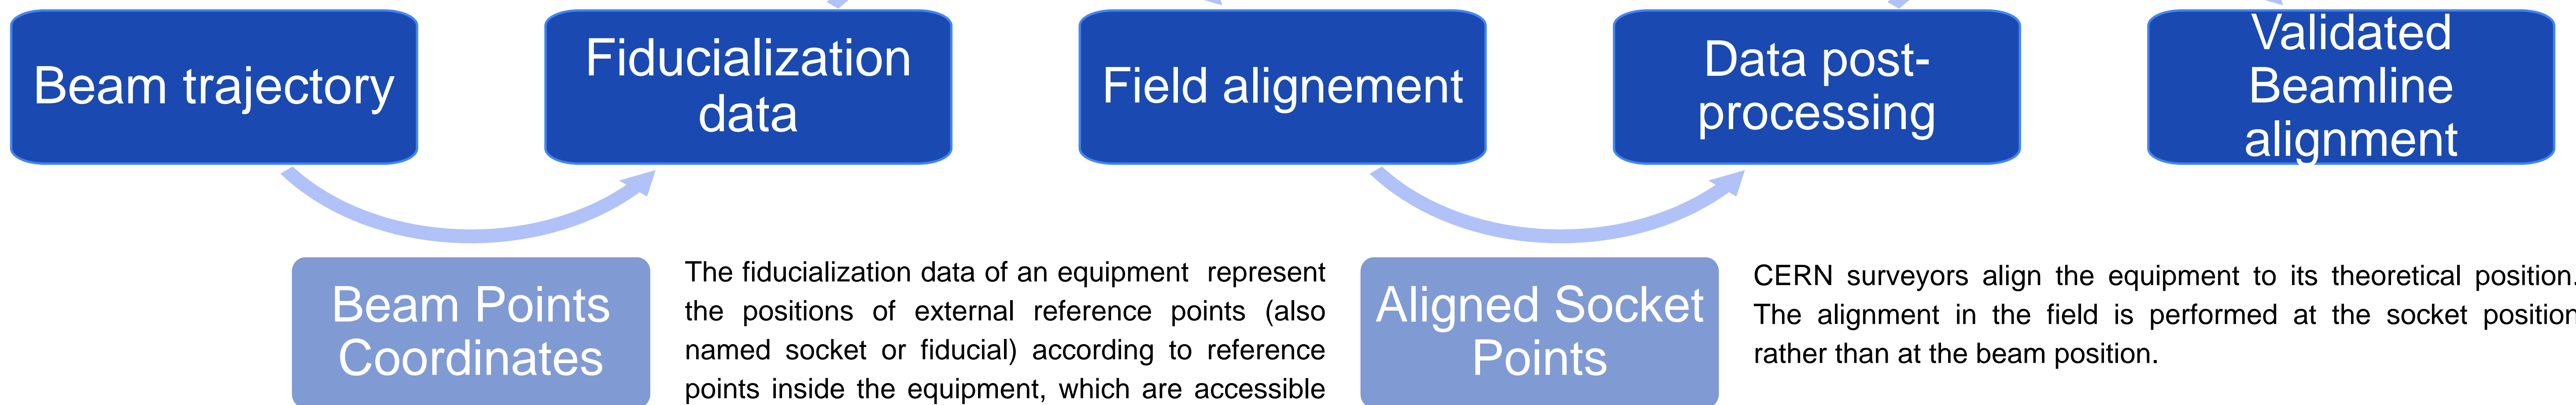 Beam trajectory
Fiducialization
data
Field alignement
Data post-
processing
Validated
Beamline
alignment
Beam Points
Coordinates
The fiducialization data of an equipment represent
the positions of external reference points (also
named socket or fiducial) according to reference
points inside the equipment, which are accessible
Aligned Socket
Points
CERN surveyors align the equipment to its theoretical position.
The alignment in the field is performed at the socket position
rather than at the beam position.